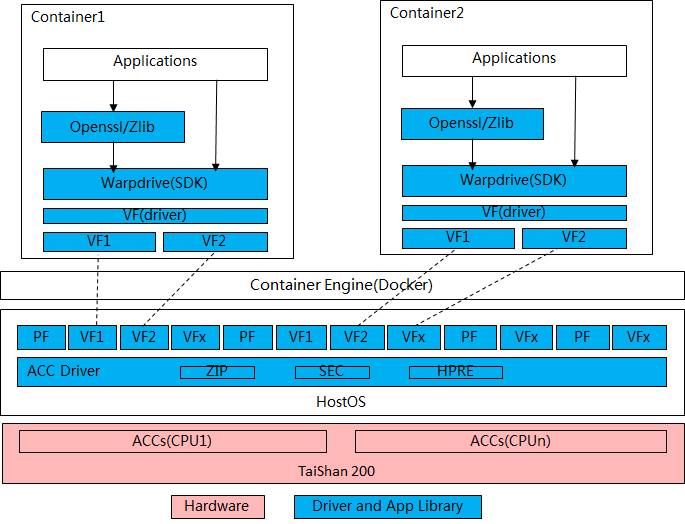 Container1
Applications
Openssl/Zlib
Warpdrive(SDK)
VF(driver)
VF1 VF2
Container2
Applications
Openssl/Zlib
Warpdrive(SDK)
VF(driver)
VF1 VF2
Container Engine(Docker)
PF VF1 VF2 VFx PF VF1 VF2 VFx PF VFx PF VFx
ACC Driver ZIP SEC HPRE
HostOS
ACCs(CPU1) ACCs(CPUn)
TaiShan 200
Hardware Driver and App Library